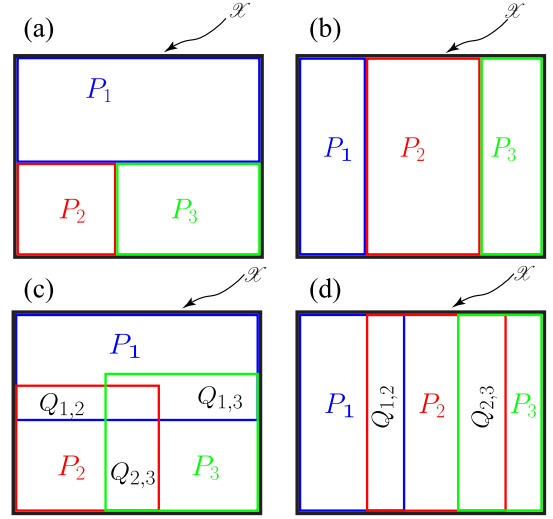 (a) 𝒳
P₁
P₂ P₃
(b) 𝒳
P₁ P₂ P₃
(c) 𝒳
P₁
Q₁,₂ Q₁,₃
P₂ Q₂,₃ P₃
(d) 𝒳
P₁ Q₁,₂ P₂ Q₂,₃ P₃